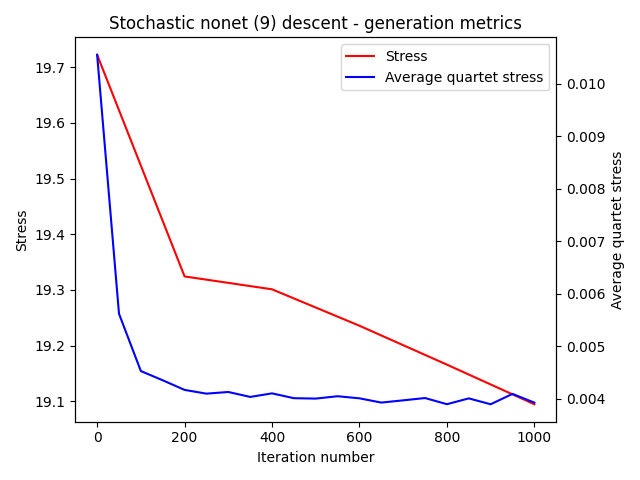 Stochastic nonet (9) descent - generation metrics
Stress
Average quartet stress
19.7
19.6
19.5
19.4
19.3
19.2
19.1
Stress
0.010
0.009
0.008
0.007
0.006
0.005
0.004
Average quartet stress
0 200 400 600 800 1000
Iteration number